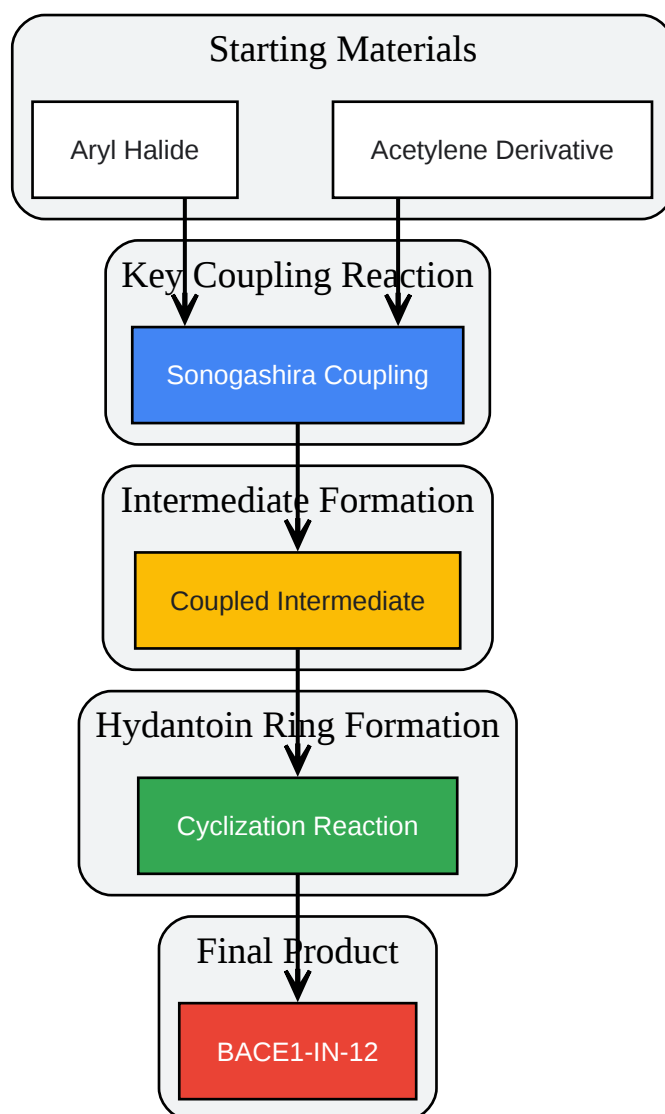 Starting Materials
Aryl Halide
Acetylene Derivative
Key Coupling Reaction
Sonogashira Coupling
Intermediate Formation
Coupled Intermediate
Hydantoin Ring Formation
Cyclization Reaction
Final Product
BACE1-IN-12